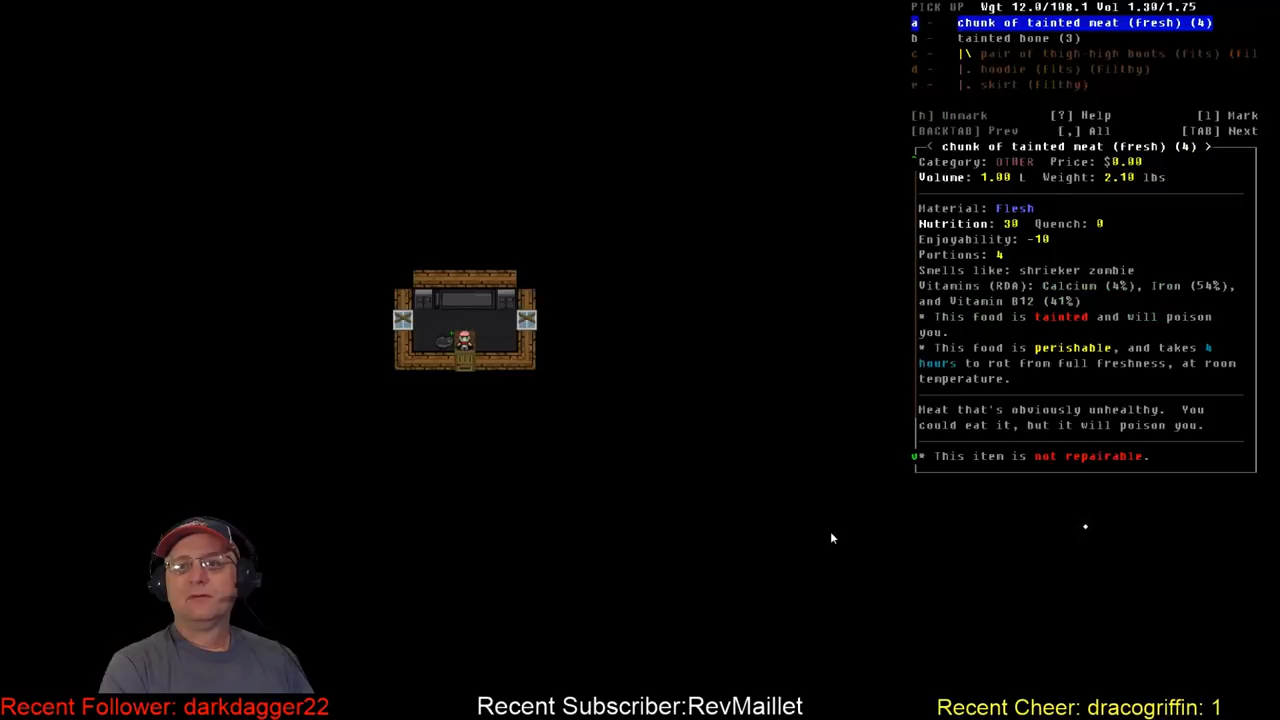 PICK UP Wgt 12.0/108.1 Vol 1.30/1.75
a - chunk of tainted meat (fresh) (4)
b - tainted bone (3)
c - |\ pair of thigh-high boots (fits) (fil
d - |. hoodie (fits) (filthy)
e - |. skirt (filthy)
[h] Unmark [?] Help [l] Mark
[BACKTAB] Prev [,] All [TAB] Next
< chunk of tainted meat (fresh) (4) >
Category: OTHER Price: $0.00
Volume: 1.00 L Weight: 2.10 lbs
Material: Flesh
Nutrition: 30 Quench: 0
Enjoyability: -10
Portions: 4
Smells like: shrieker zombie
Vitamins (RDA): Calcium (4%), Iron (54%),
and Vitamin B12 (41%)
* This food is tainted and will poison
you.
* This food is perishable, and takes 4
hours to rot from full freshness, at room
temperature.
Meat that's obviously unhealthy. You
could eat it, but it will poison you.
* This item is not repairable.
Recent Follower: darkdagger22
Recent Subscriber:RevMaillet
Recent Cheer: dracogriffin: 1